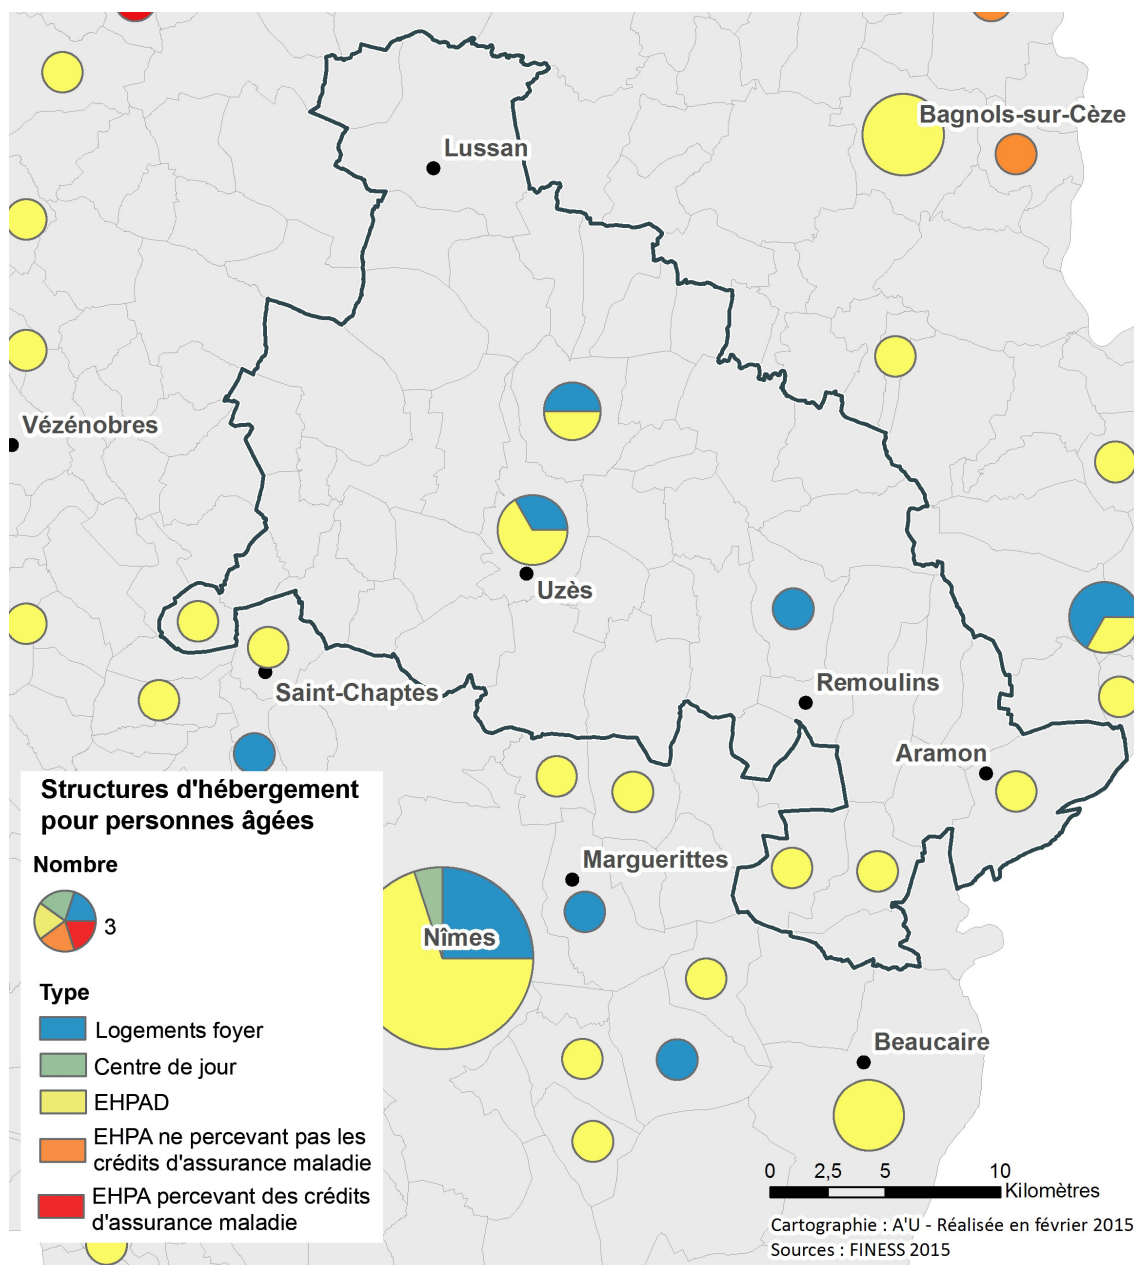 Bagnols-sur-Cèze
Lussan
Vézénobres
Uzès
Saint-Chaptes
Remoulins
Aramon
Marguerittes
Nîmes
Beaucaire
Structures d'hébergement
pour personnes âgées
Nombre
3
Type
Logements foyer
Centre de jour
EHPAD
EHPA ne percevant pas les
crédits d'assurance maladie
EHPA percevant des crédits
d'assurance maladie
0 2,5 5 10
Kilomètres
Cartographie : A'U - Réalisée en février 2015
Sources : FINESS 2015